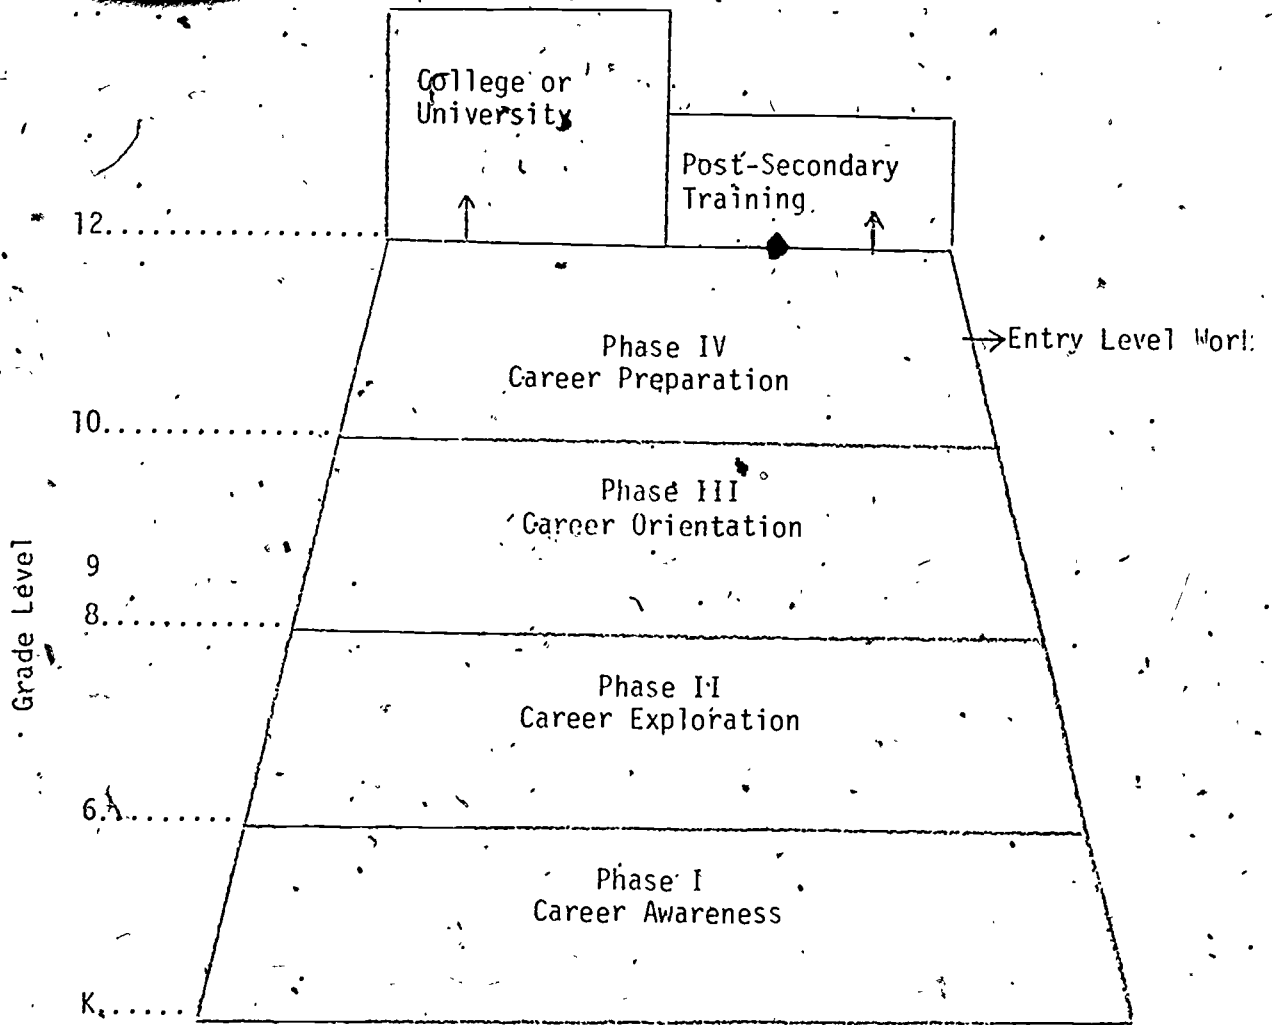 College or
University
Post-Secondary
Training
12
Phase IV
Career Preparation
Entry Level Work
10
Phase III
Career Orientation
9
8
Phase II
Career Exploration
6
Phase I
Career Awareness
K
Grade Level